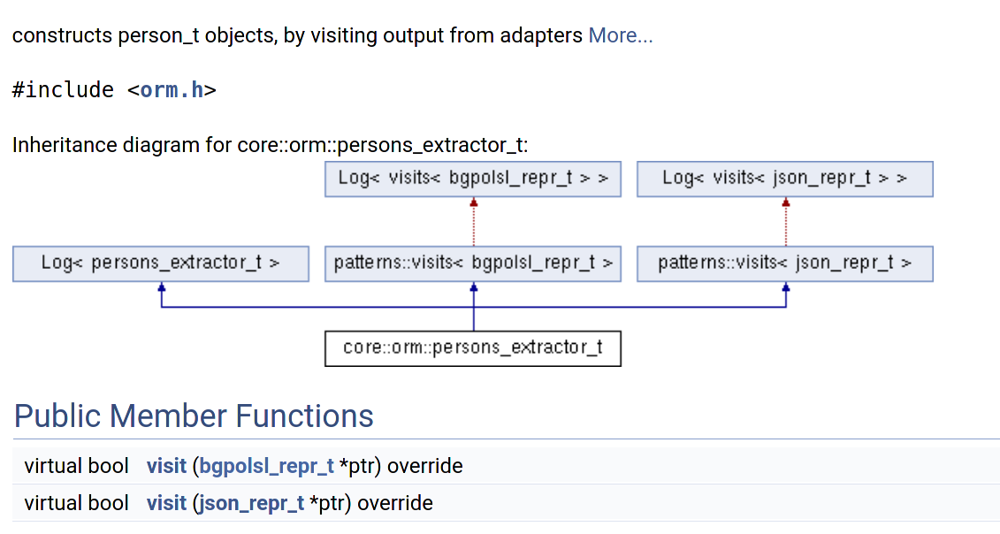 constructs person_t objects, by visiting output from adapters More...
#include <orm.h>
Inheritance diagram for core::orm::persons_extractor_t:
Log< visits< bgpolsl_repr_t > >
Log< visits< json_repr_t > >
Log< persons_extractor_t >
patterns::visits< bgpolsl_repr_t >
patterns::visits< json_repr_t >
core::orm::persons_extractor_t
Public Member Functions
virtual bool visit (bgpolsl_repr_t *ptr) override
virtual bool visit (json_repr_t *ptr) override